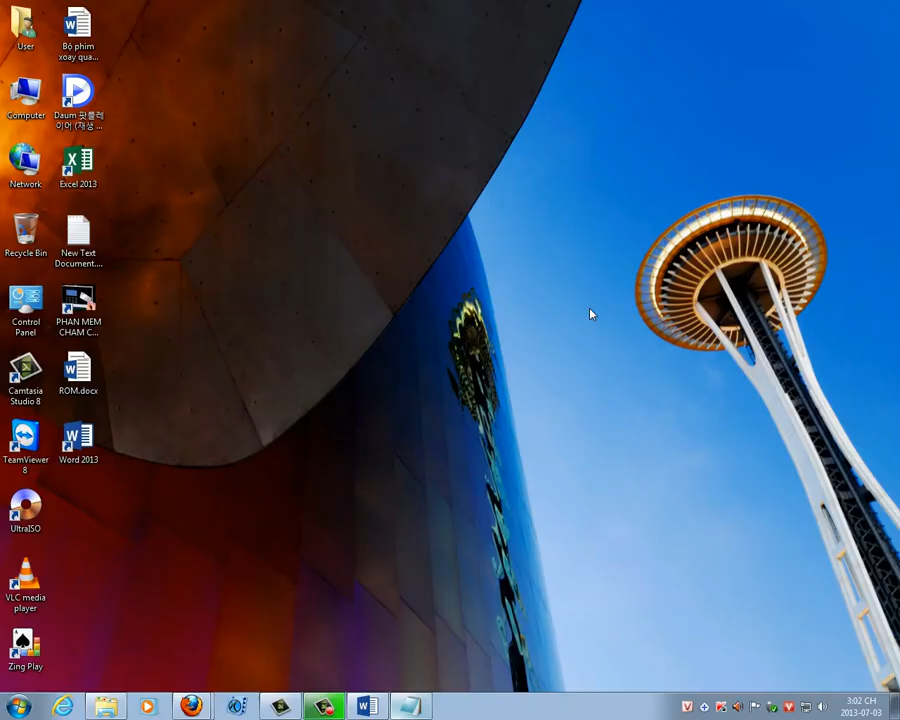 User
Computer
Network
Recycle Bin
Control
Panel
Camtasia
Studio 8
TeamViewer
8
UltraISO
VLC media
player
Zing Play
Bộ phim
xoay qua...
Daum 팟플레
이어 (재생 ...
Excel 2013
New Text
Document....
PHAN MEM
CHAM C...
ROM.docx
Word 2013
3:02 CH
2013-07-03